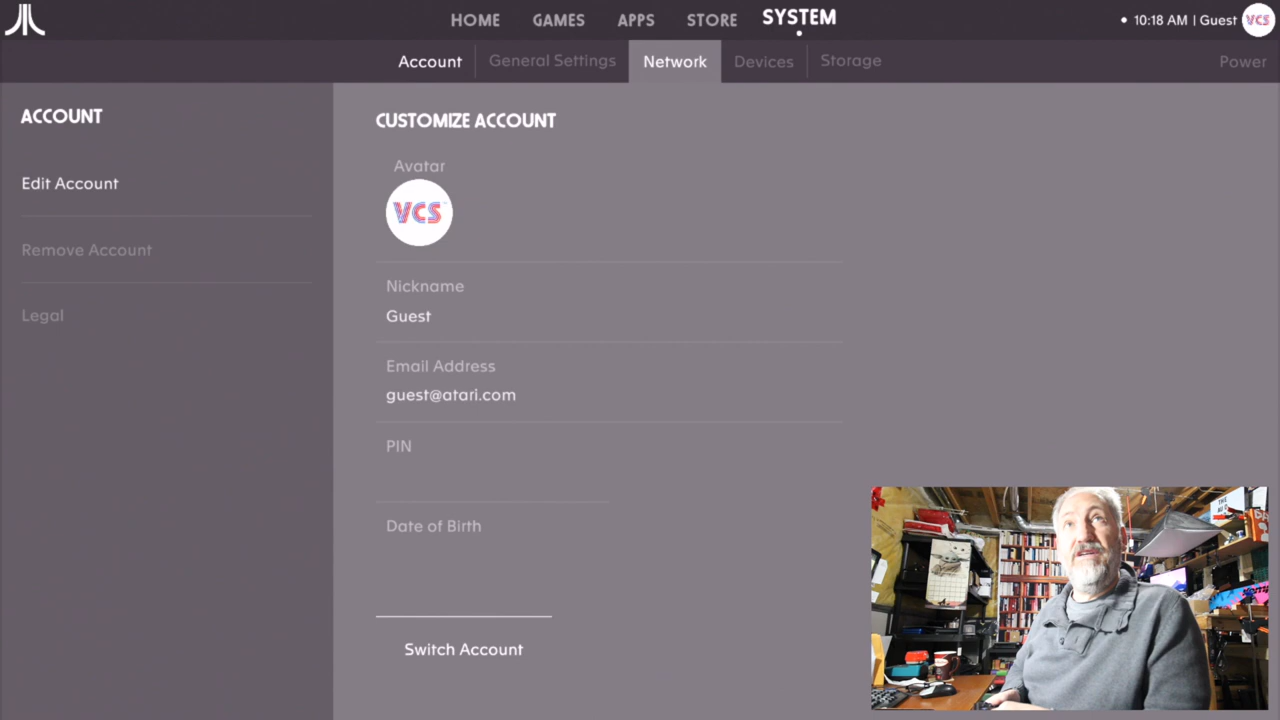 HOME GAMES APPS STORE SYSTEM
10:18 AM | Guest VCS
Account General Settings Network Devices Storage Power
ACCOUNT
Edit Account
Remove Account
Legal
CUSTOMIZE ACCOUNT
Avatar
VCS
Nickname
Guest
Email Address
guest@atari.com
PIN
Date of Birth
Switch Account